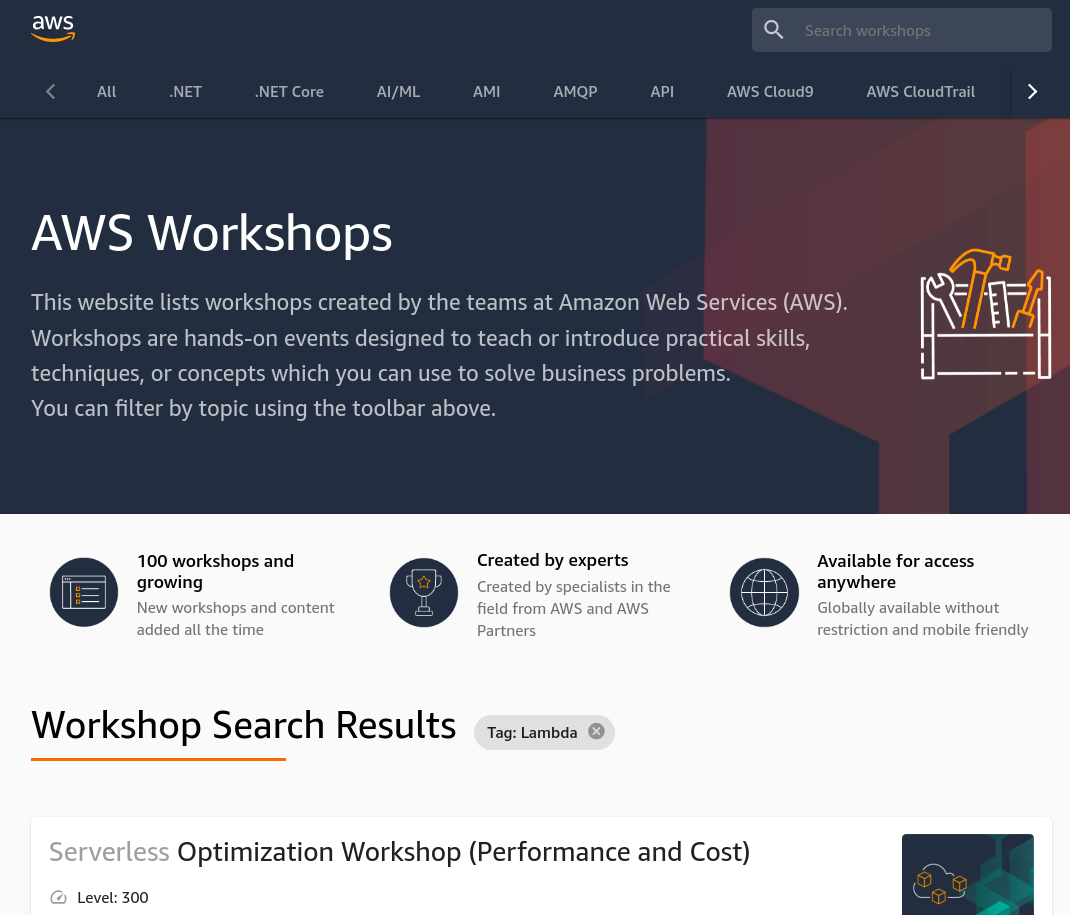 aws
Search workshops
All .NET .NET Core AI/ML AMI AMQP API AWS Cloud9 AWS CloudTrail
AWS Workshops
This website lists workshops created by the teams at Amazon Web Services (AWS).
Workshops are hands-on events designed to teach or introduce practical skills,
techniques, or concepts which you can use to solve business problems.
You can filter by topic using the toolbar above.
100 workshops and
growing
New workshops and content
added all the time
Created by experts
Created by specialists in the
field from AWS and AWS
Partners
Available for access
anywhere
Globally available without
restriction and mobile friendly
Workshop Search Results
Tag: Lambda
Serverless Optimization Workshop (Performance and Cost)
Level: 300